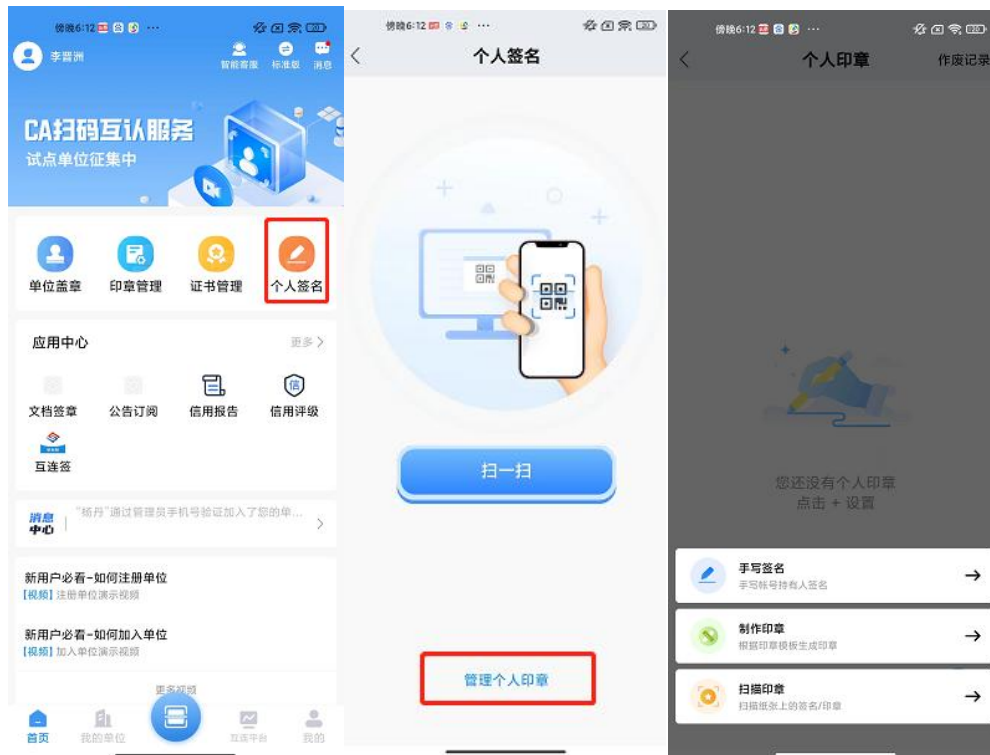 傍晚6:12
李晋洲
智能客服
标准版
消息
CA扫码互认服务
试点单位征集中
单位盖章
印章管理
证书管理
个人签名
应用中心
更多
文档签章
公告订阅
信用报告
信用评级
互连签
消息
中心
“杨丹”通过管理员手机号验证加入了您的单...
新用户必看-如何注册单位
【视频】注册单位演示视频
新用户必看-如何加入单位
【视频】加入单位演示视频
更多视频
首页
我的单位
互连平台
我的
傍晚6:12
个人签名
扫一扫
管理个人印章
傍晚6:12
个人印章
作废记录
您还没有个人印章
点击 + 设置
手写签名
手写帐号持有人签名
制作印章
根据印章模板生成印章
扫描印章
扫描纸张上的签名/印章